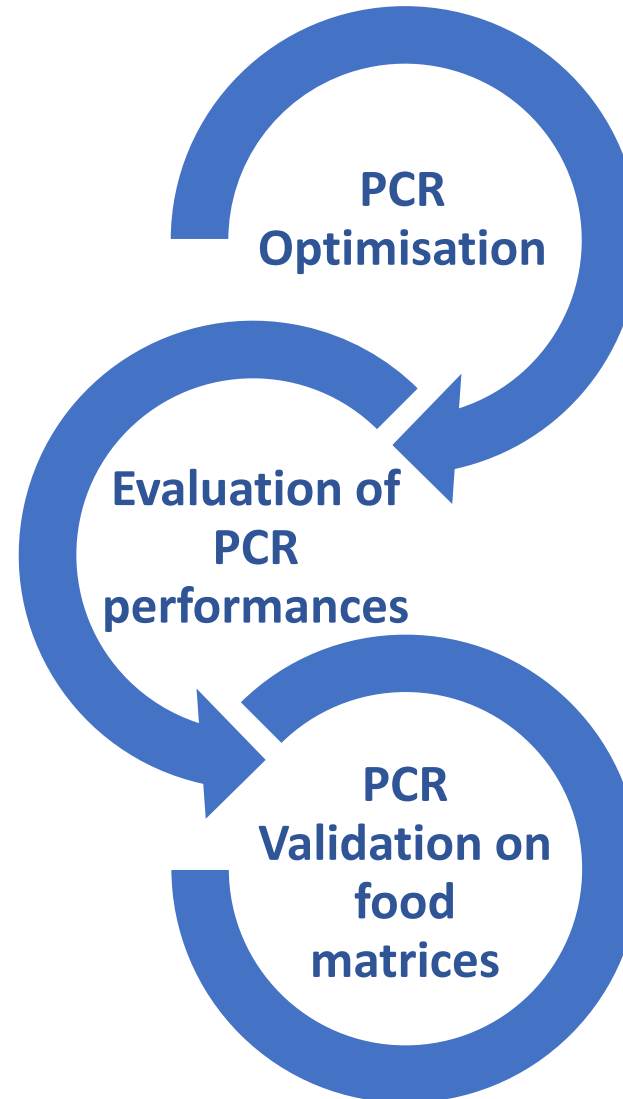 PCR
Optimisation
Evaluation of
PCR
performances
PCR
Validation on
food
matrices